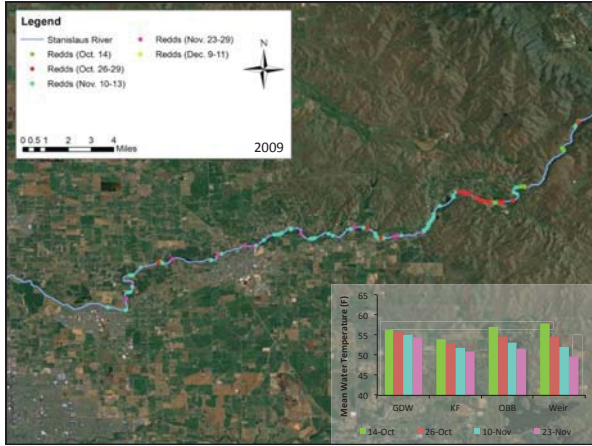 Legend
Stanislaus River
Redds (Oct. 14)
Redds (Oct. 26-29)
Redds (Nov. 10-13)
Redds (Nov. 23-29)
Redds (Dec. 9-11)
N
0 0.5 1 2 3 4
Miles
2009
Mean Water Temperature (F)
65
60
55
50
45
40
GDW KF OBB Weir
14-Oct 26-Oct 10-Nov 23-Nov